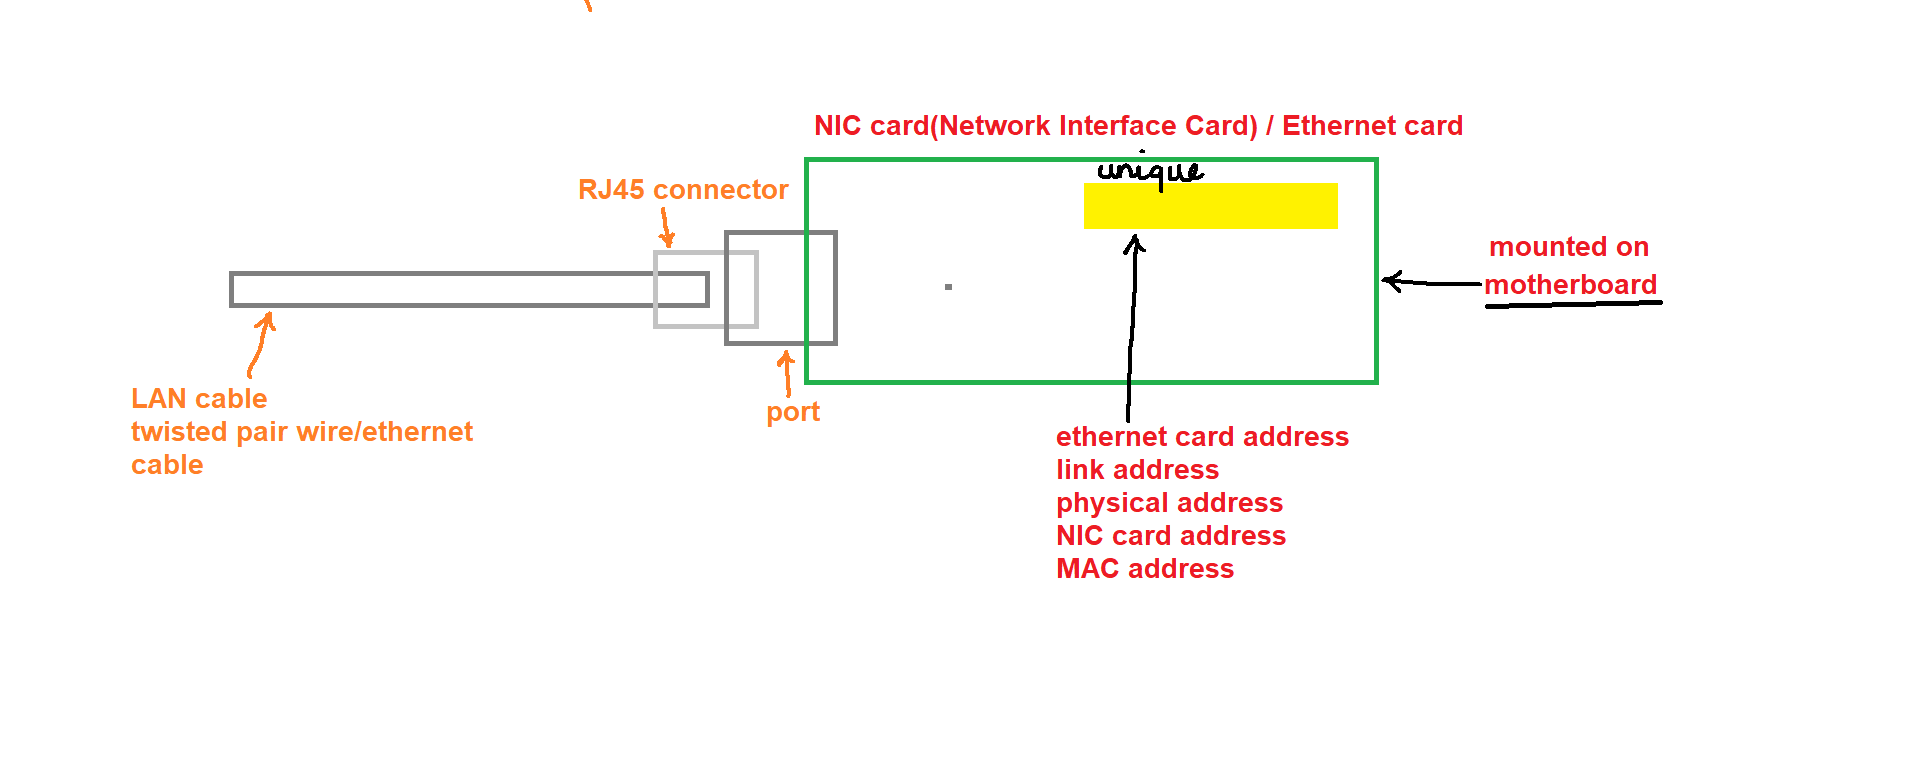 NIC card(Network Interface Card) / Ethernet card
unique
RJ45 connector
mounted on
motherboard
LAN cable
twisted pair wire/ethernet
cable
port
ethernet card address
link address
physical address
NIC card address
MAC address